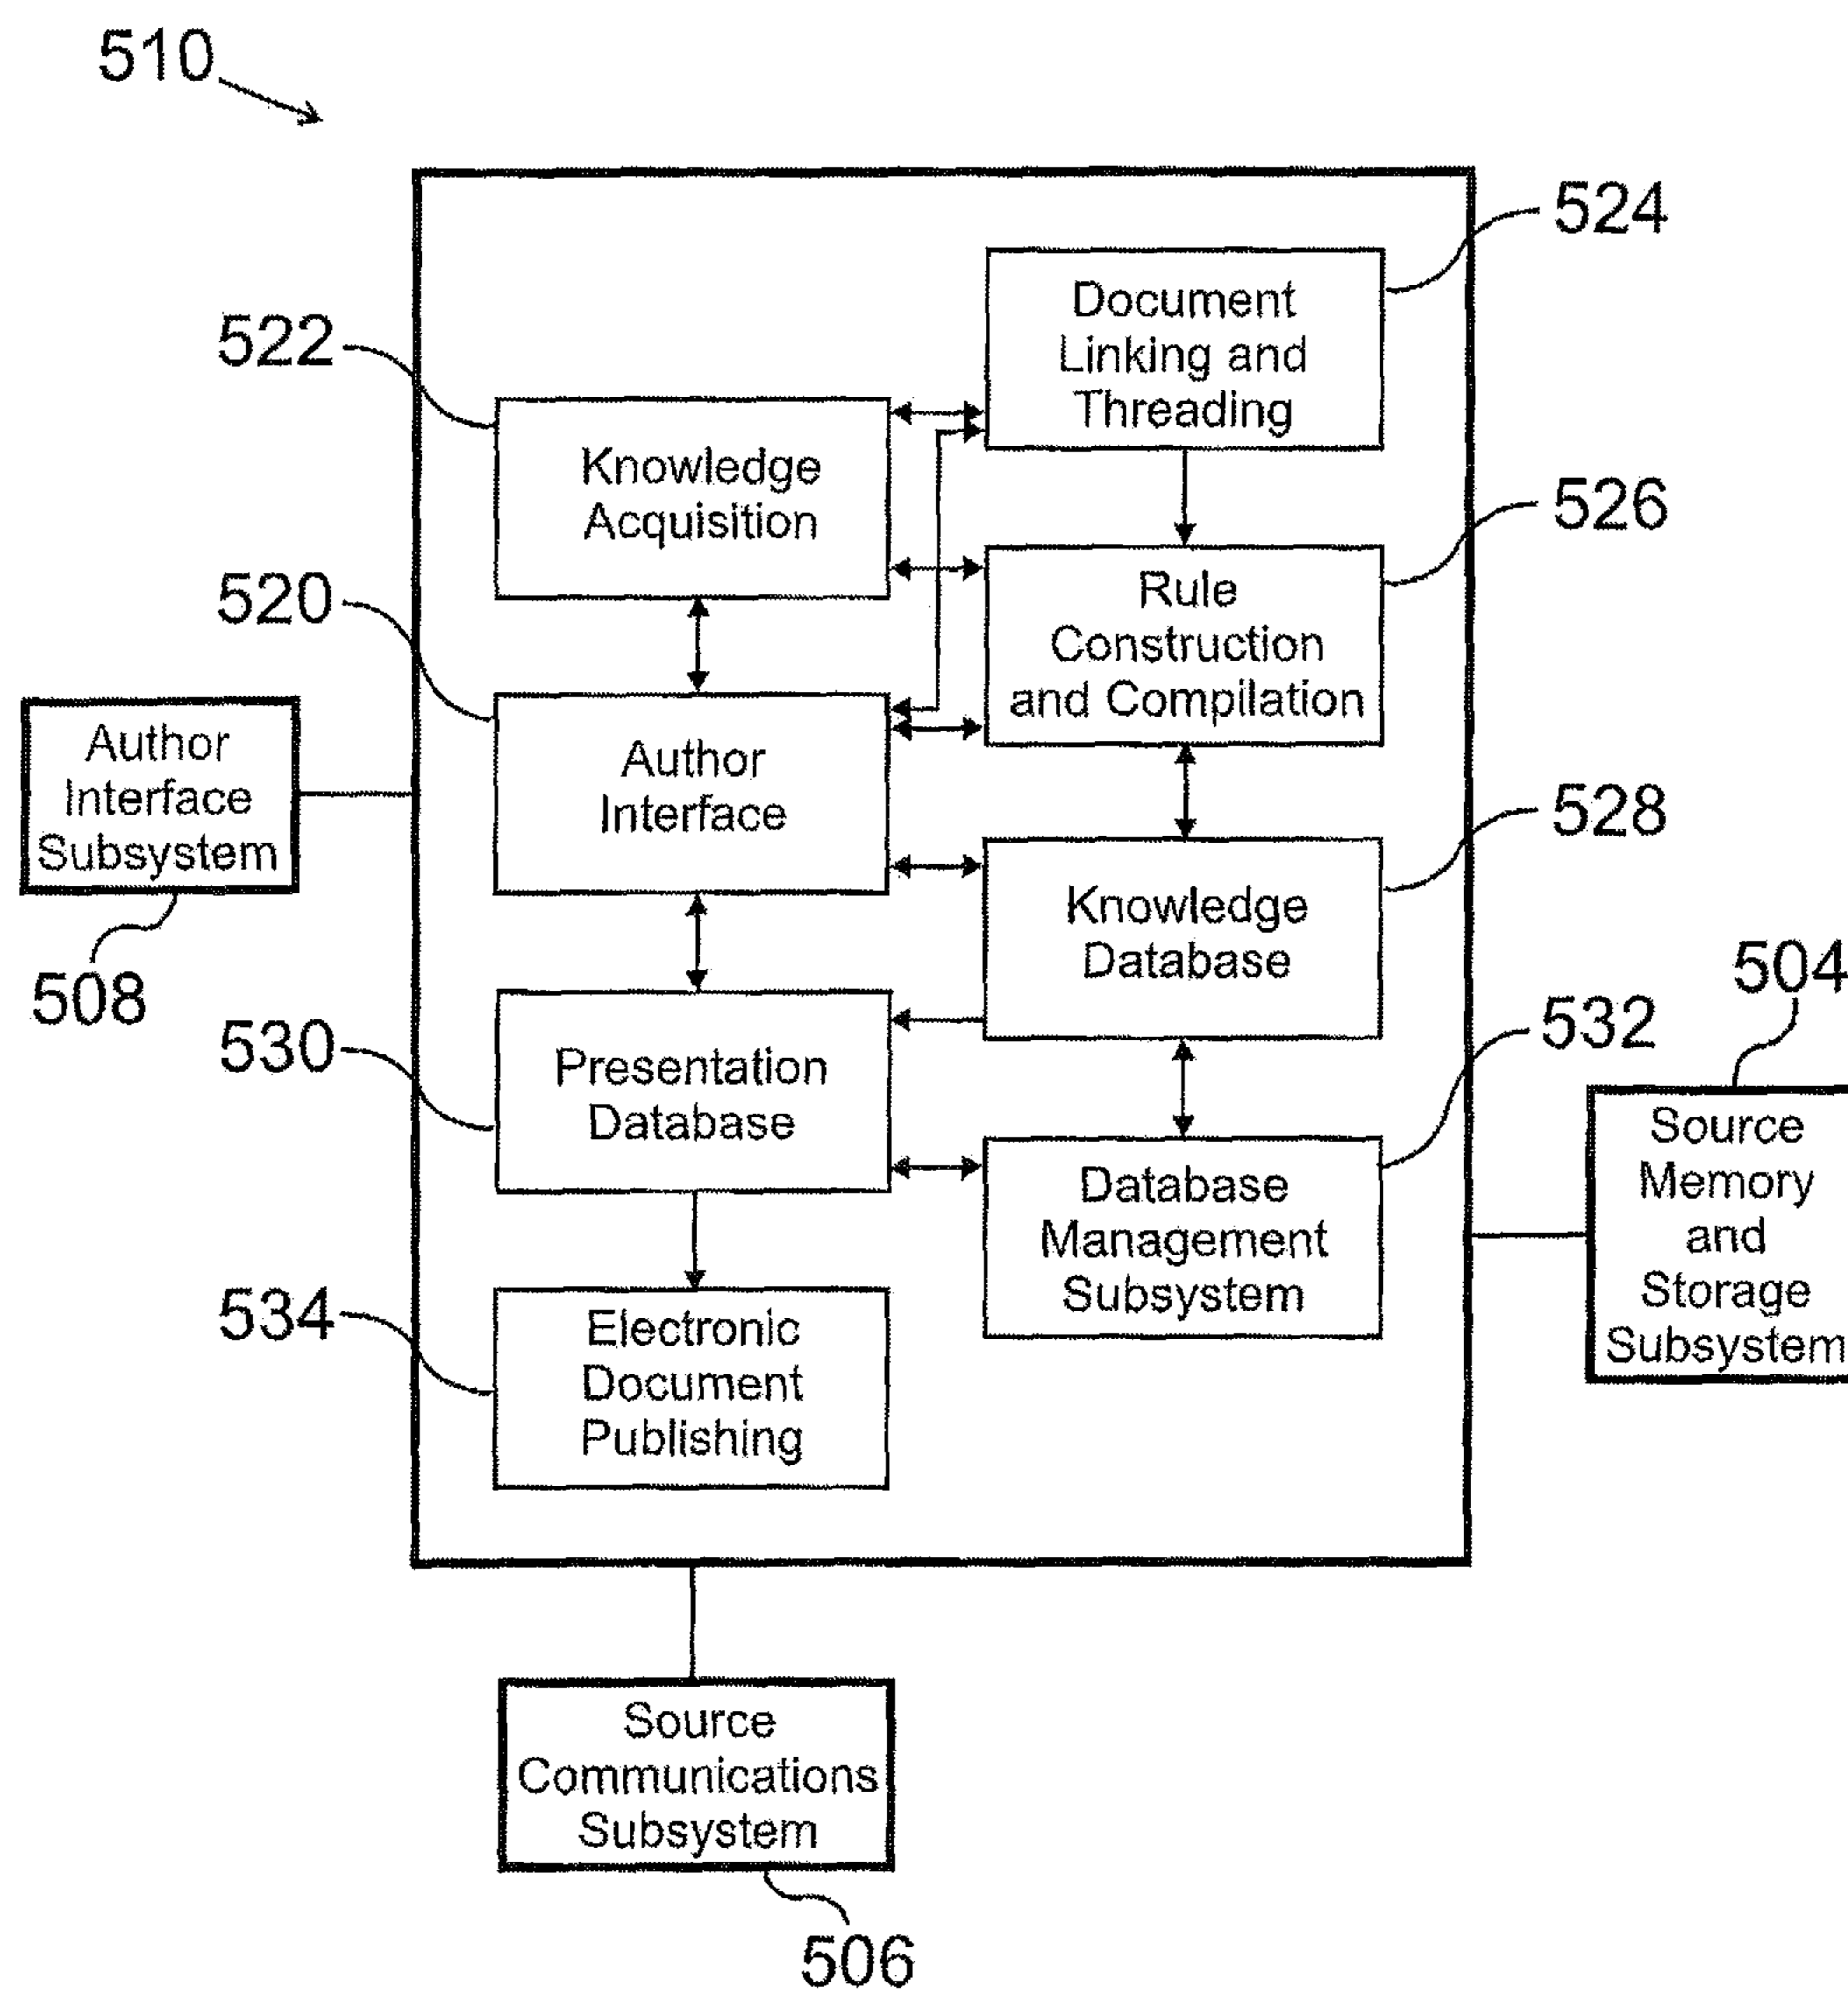 510
524
Document
Linking and
Threading
522
Knowledge
Acquisition
526
Rule
Construction
and Compilation
520
Author
Interface
Author
Interface
Subsystem
508
528
Knowledge
Database
504
Source
Memory
and
Storage
Subsystem
530
Presentation
Database
532
Database
Management
Subsystem
534
Electronic
Document
Publishing
Source
Communications
Subsystem
506